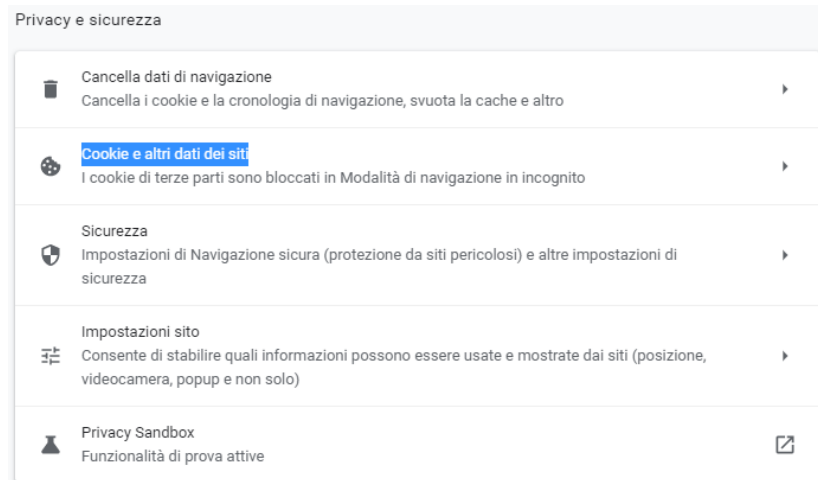 Privacy e sicurezza
Cancella dati di navigazione
Cancella i cookie e la cronologia di navigazione, svuota la cache e altro
Cookie e altri dati dei siti
I cookie di terze parti sono bloccati in Modalità di navigazione in incognito
Sicurezza
Impostazioni di Navigazione sicura (protezione da siti pericolosi) e altre impostazioni di
sicurezza
Impostazioni sito
Consente di stabilire quali informazioni possono essere usate e mostrate dai siti (posizione,
videocamera, popup e non solo)
Privacy Sandbox
Funzionalità di prova attive